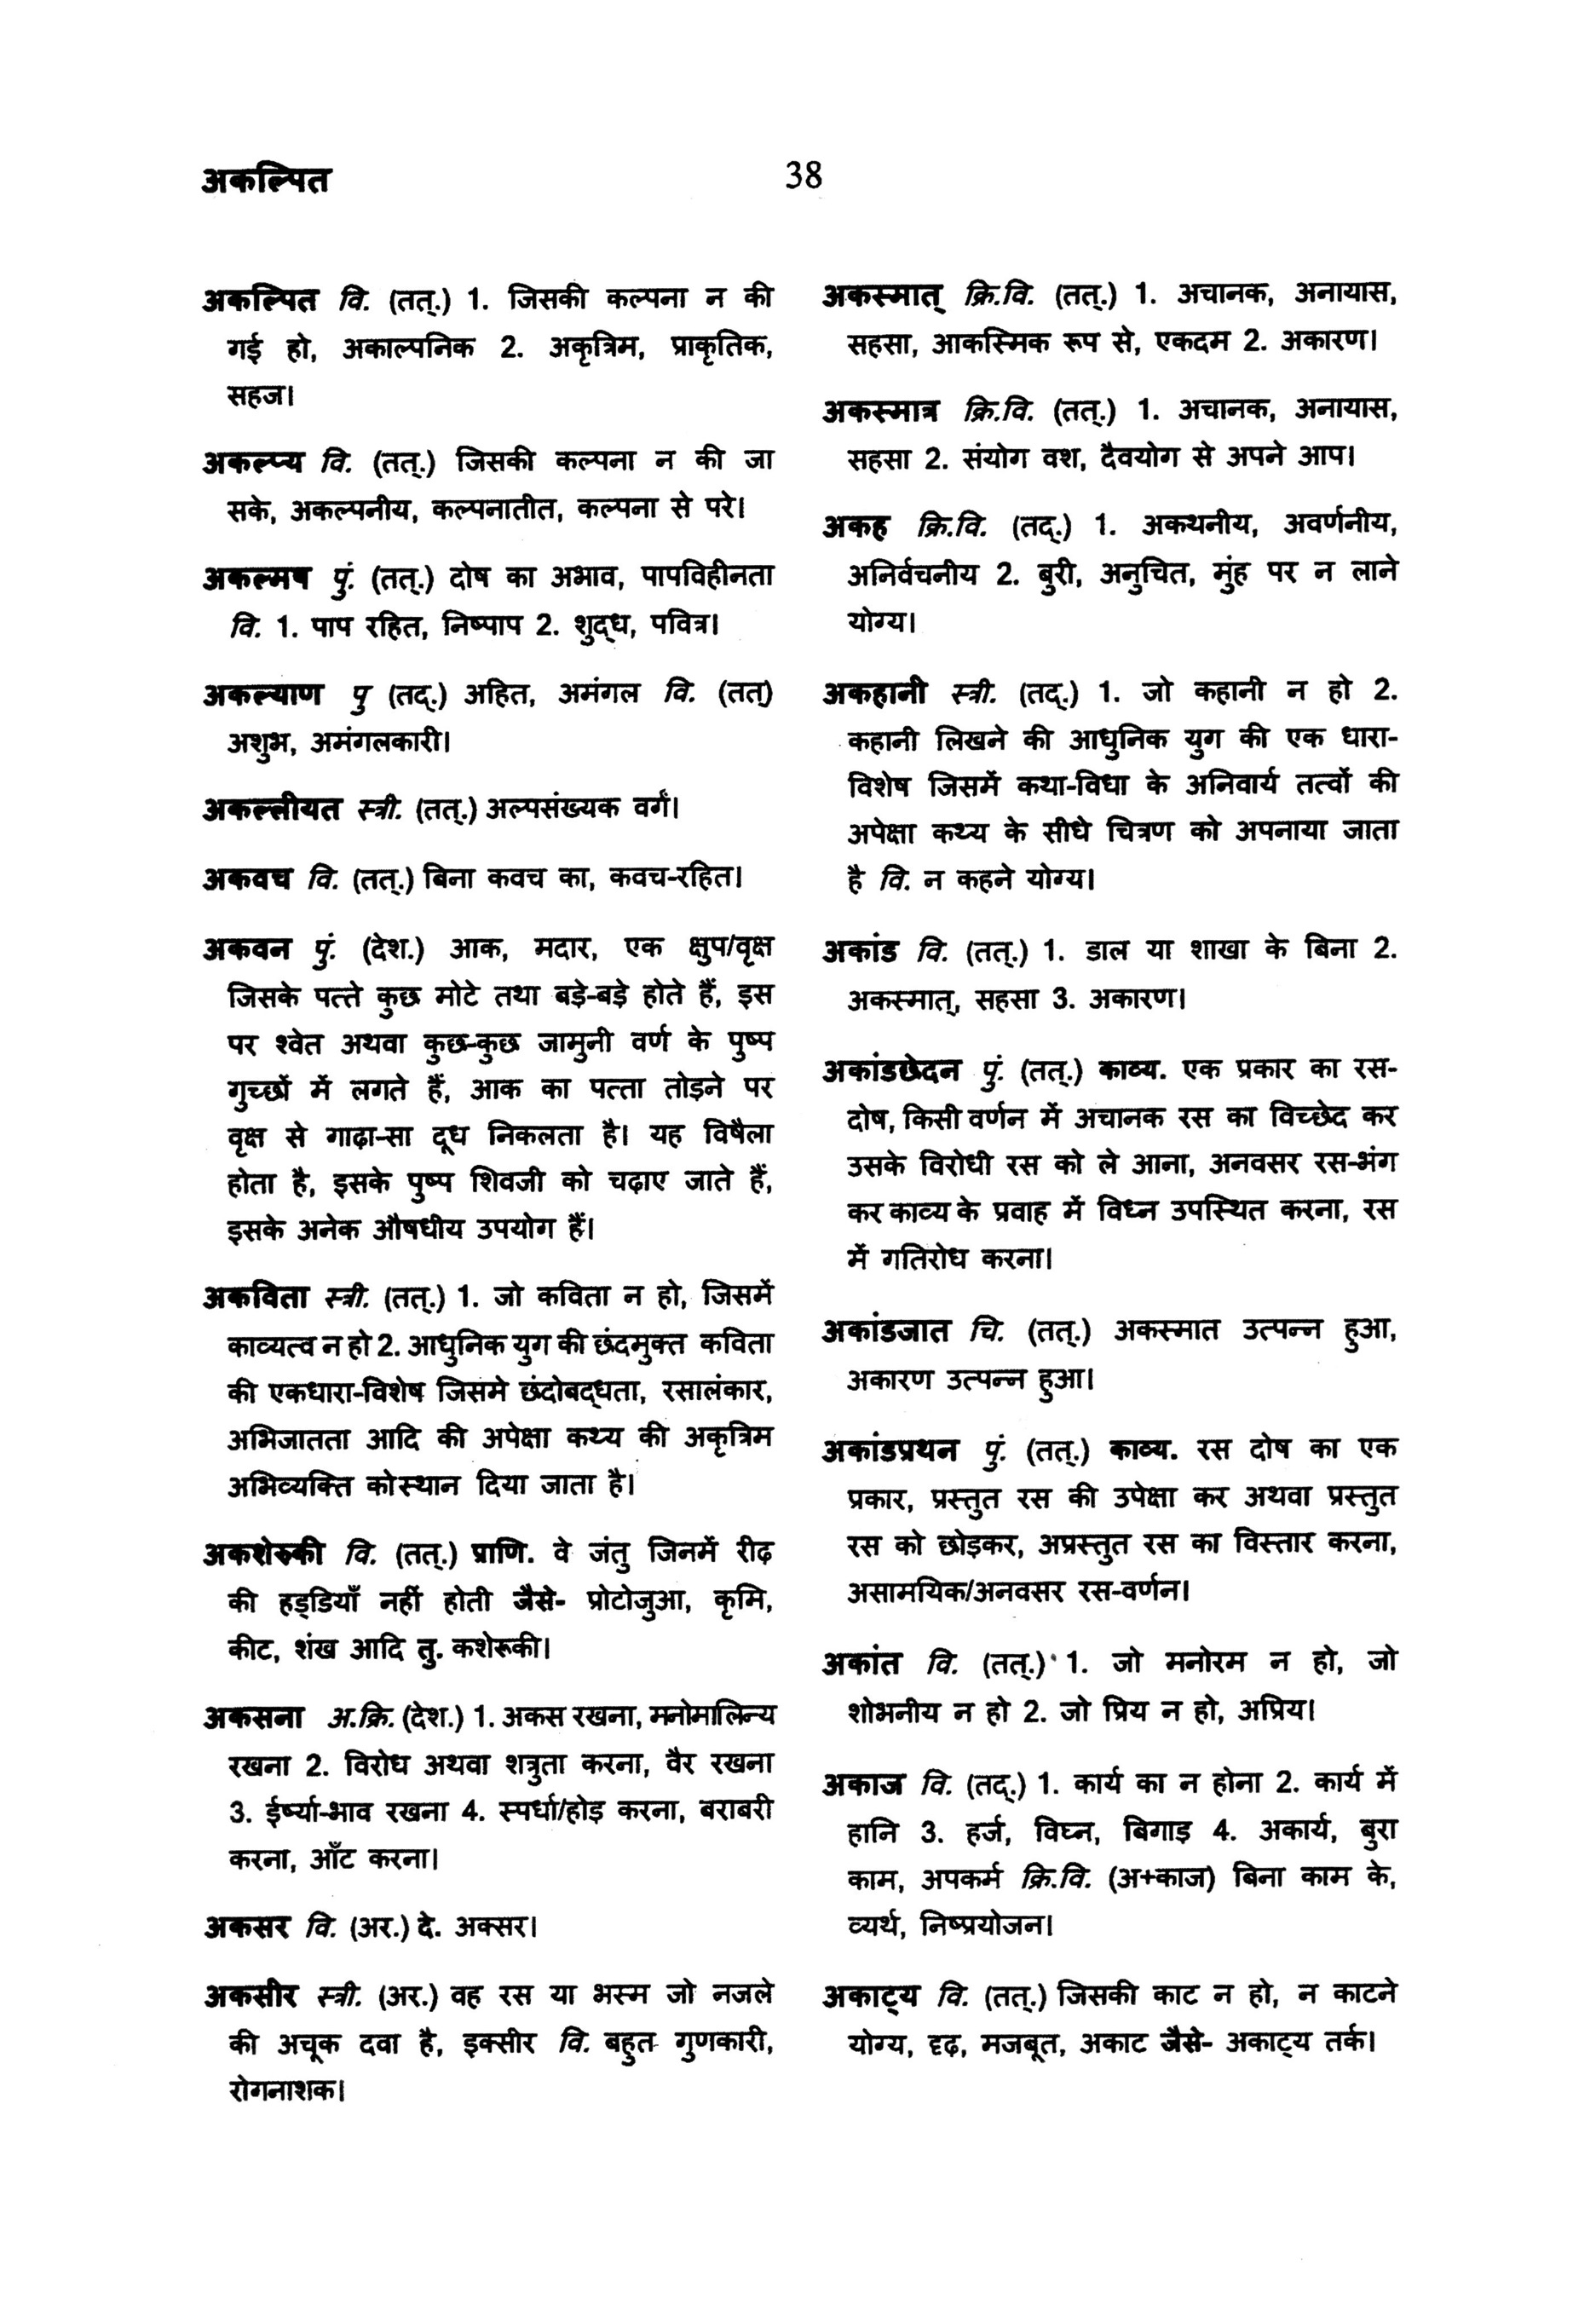 अकल्पित
38
अकल्पित वि. (तत्.) 1. जिसकी कल्पना न की
गई हो, अकाल्पनिक 2. अकृत्रिम, प्राकृतिक,
सहज।
अकल्प्य वि. (तत्.) जिसकी कल्पना न की जा
सके, अकल्पनीय, कल्पनातीत, कल्पना से परे।
अकल्मष पुं. (तत्.) दोष का अभाव, पापविहीनता
वि. 1. पाप रहित, निष्पाप 2. शुद्ध, पवित्र।
अकल्याण पु (तद्.) अहित, अमंगल वि. (तत्)
अशुभ, अमंगलकारी।
अकल्लीयत स्त्री. (तत्.) अल्पसंख्यक वर्ग।
अकवच वि. (तत्.) बिना कवच का, कवच-रहित।
अकवन पुं. (देश.) आक, मदार, एक क्षुप/वृक्ष
जिसके पत्ते कुछ मोटे तथा बड़े-बड़े होते हैं, इस
पर श्वेत अथवा कुछ-कुछ जामुनी वर्ण के पुष्प
गुच्छों में लगते हैं, आक का पत्ता तोड़ने पर
वृक्ष से गाढ़ा-सा दूध निकलता है। यह विषैला
होता है, इसके पुष्प शिवजी को चढ़ाए जाते हैं,
इसके अनेक औषधीय उपयोग हैं।
अकविता स्त्री. (तत्.) 1. जो कविता न हो, जिसमें
काव्यत्व न हो 2. आधुनिक युग की छंदमुक्त कविता
की एकधारा-विशेष जिसमे छंदोबद्धता, रसालंकार,
अभिजातता आदि की अपेक्षा कथ्य की अकृत्रिम
अभिव्यक्ति को स्थान दिया जाता है।
अकशेरुकी वि. (तत्.) प्राणि. वे जंतु जिनमें रीढ़
की हड्डियाँ नहीं होती जैसे- प्रोटोजुआ, कृमि,
कीट, शंख आदि तु. कशेरूकी।
अकसना अ.क्रि. (देश.) 1. अकस रखना, मनोमालिन्य
रखना 2. विरोध अथवा शत्रुता करना, वैर रखना
3. ईर्ष्या-भाव रखना 4. स्पर्धा/होड़ करना, बराबरी
करना, आँट करना।
अकसर वि. (अर.) दे. अक्सर।
अकसीर स्त्री. (अर.) वह रस या भस्म जो नजले
की अचूक दवा है, इक्सीर वि. बहुत गुणकारी,
रोगनाशक।
अकस्मात् क्रि.वि. (तत्.) 1. अचानक, अनायास,
सहसा, आकस्मिक रूप से, एकदम 2. अकारण।
अकस्मात्र क्रि.वि. (तत्.) 1. अचानक, अनायास,
सहसा 2. संयोग वश, दैवयोग से अपने आप।
अकह क्रि.वि. (तद्.) 1. अकथनीय, अवर्णनीय,
अनिर्वचनीय 2. बुरी, अनुचित, मुंह पर न लाने
योग्य।
अकहानी स्त्री. (तद्.) 1. जो कहानी न हो 2.
कहानी लिखने की आधुनिक युग की एक धारा-
विशेष जिसमें कथा-विधा के अनिवार्य तत्वों की
अपेक्षा कथ्य के सीधे चित्रण को अपनाया जाता
है वि. न कहने योग्य।
अकांड वि. (तत्.) 1. डाल या शाखा के बिना 2.
अकस्मात्, सहसा 3. अकारण।
अकांडछेदन पुं. (तत्.) काव्य. एक प्रकार का रस-
दोष, किसी वर्णन में अचानक रस का विच्छेद कर
उसके विरोधी रस को ले आना, अनवसर रस-भंग
कर काव्य के प्रवाह में विध्न उपस्थित करना, रस
में गतिरोध करना।
अकांडजात चि. (तत्.) अकस्मात उत्पन्न हुआ,
अकारण उत्पन्न हुआ।
अकांडप्रथन पुं. (तत्.) काव्य. रस दोष का एक
प्रकार, प्रस्तुत रस की उपेक्षा कर अथवा प्रस्तुत
रस को छोड़कर, अप्रस्तुत रस का विस्तार करना,
असामयिक/अनवसर रस-वर्णन।
अकांत वि. (तत्.) 1. जो मनोरम न हो, जो
शोभनीय न हो 2. जो प्रिय न हो, अप्रिय।
अकाज वि. (तद्.) 1. कार्य का न होना 2. कार्य में
हानि 3. हर्ज, विघ्न, बिगाड़ 4. अकार्य, बुरा
काम, अपकर्म क्रि.वि. (अ+काज) बिना काम के,
व्यर्थ, निष्प्रयोजन।
अकाट्य वि. (तत्.) जिसकी काट न हो, न काटने
योग्य, दृढ़, मजबूत, अकाट जैसे- अकाट्य तर्क।